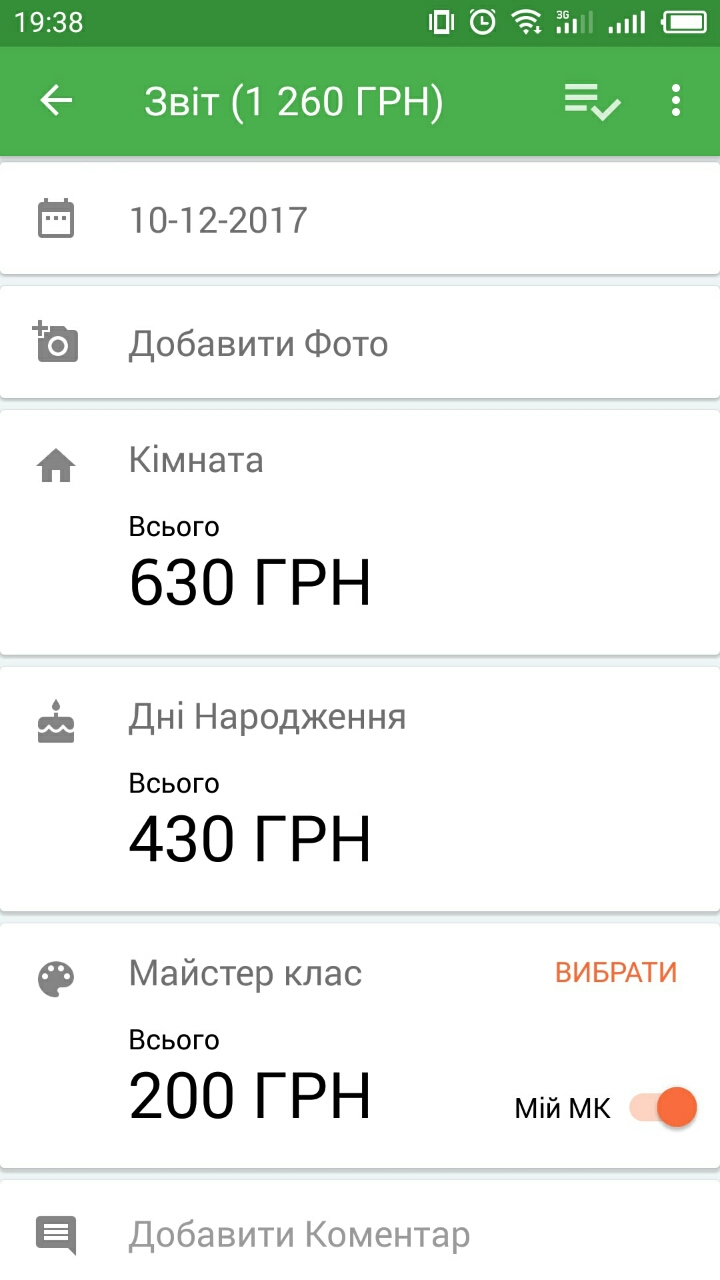 19:38
3G
Звіт (1 260 ГРН)
10-12-2017
Добавити Фото
Кімната
Всього
630 ГРН
Дні Народження
Всього
430 ГРН
Майстер клас
ВИБРАТИ
Всього
200 ГРН
Мій МК
Добавити Коментар